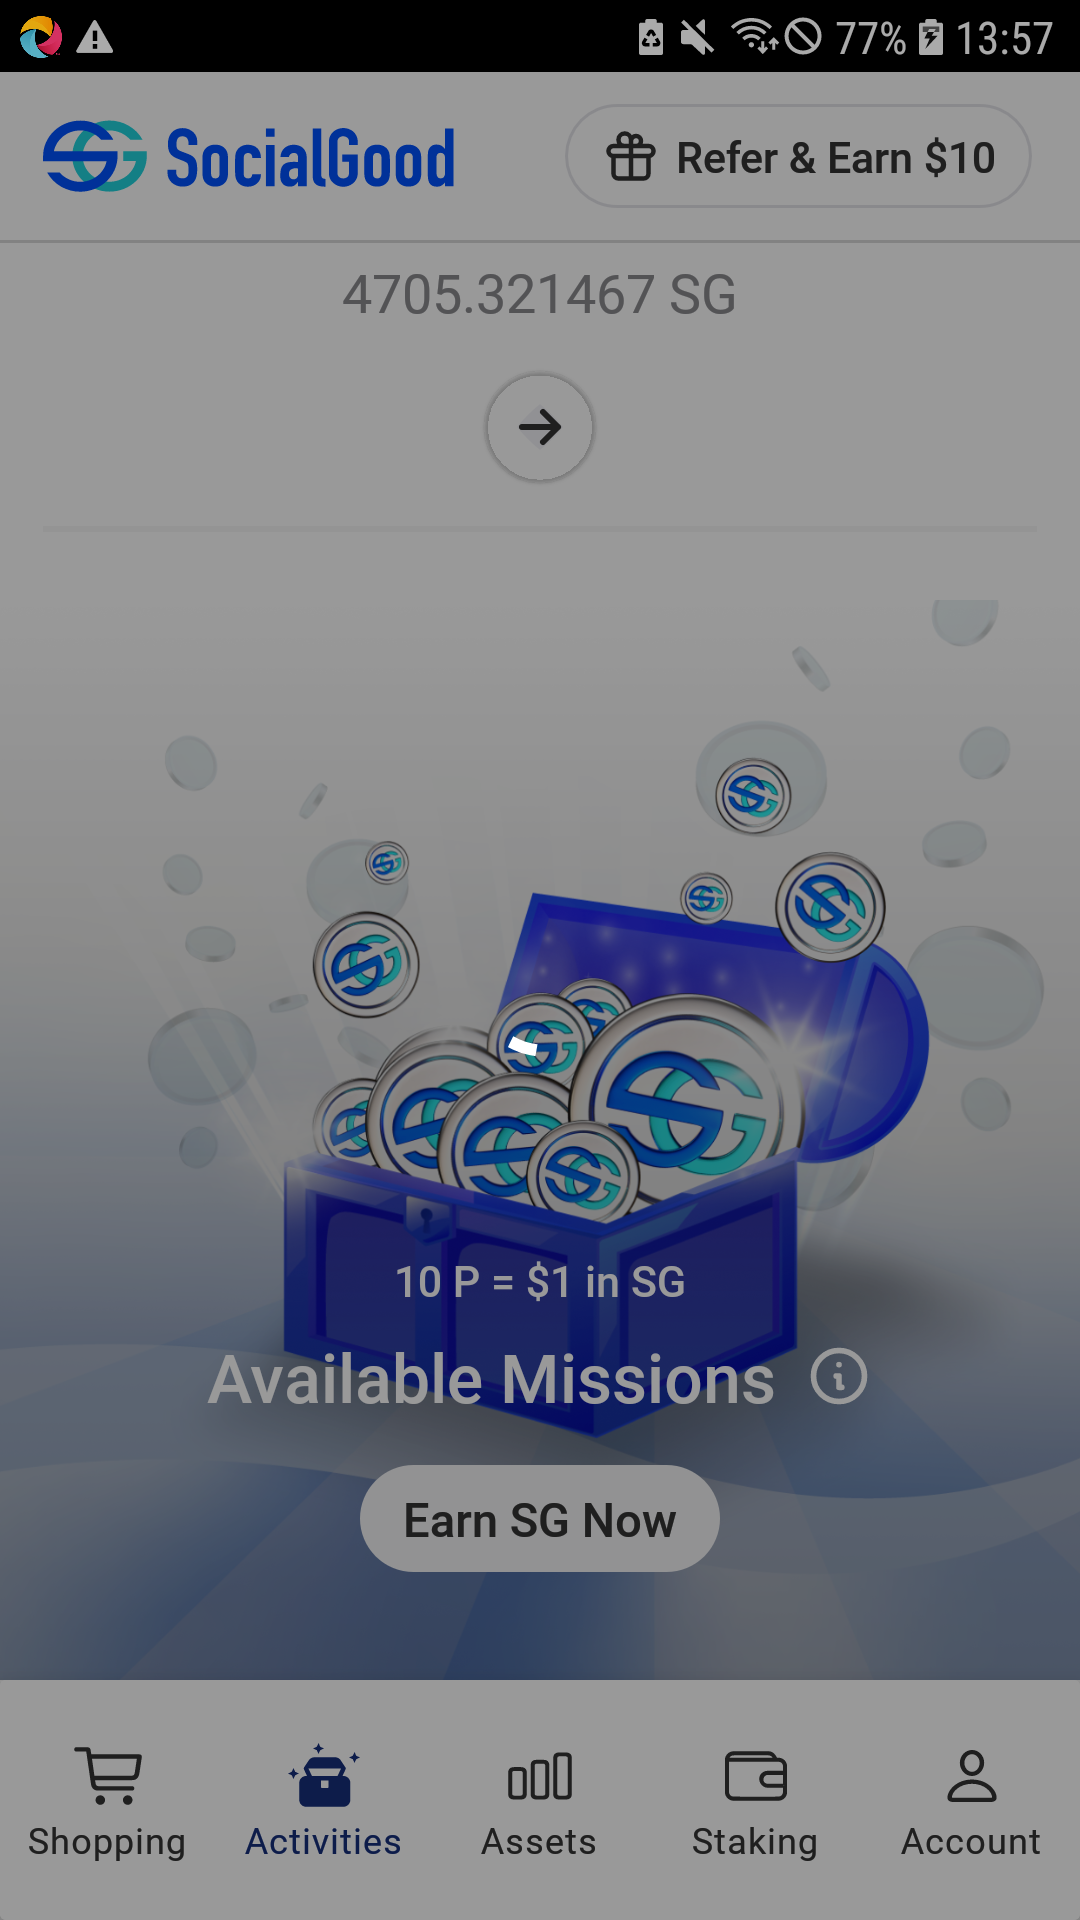 77% 13:57
SocialGood
Refer & Earn $10
4705.321467 SG
10 P = $1 in SG
Available Missions
Earn SG Now
Shopping
Activities
Assets
Staking
Account